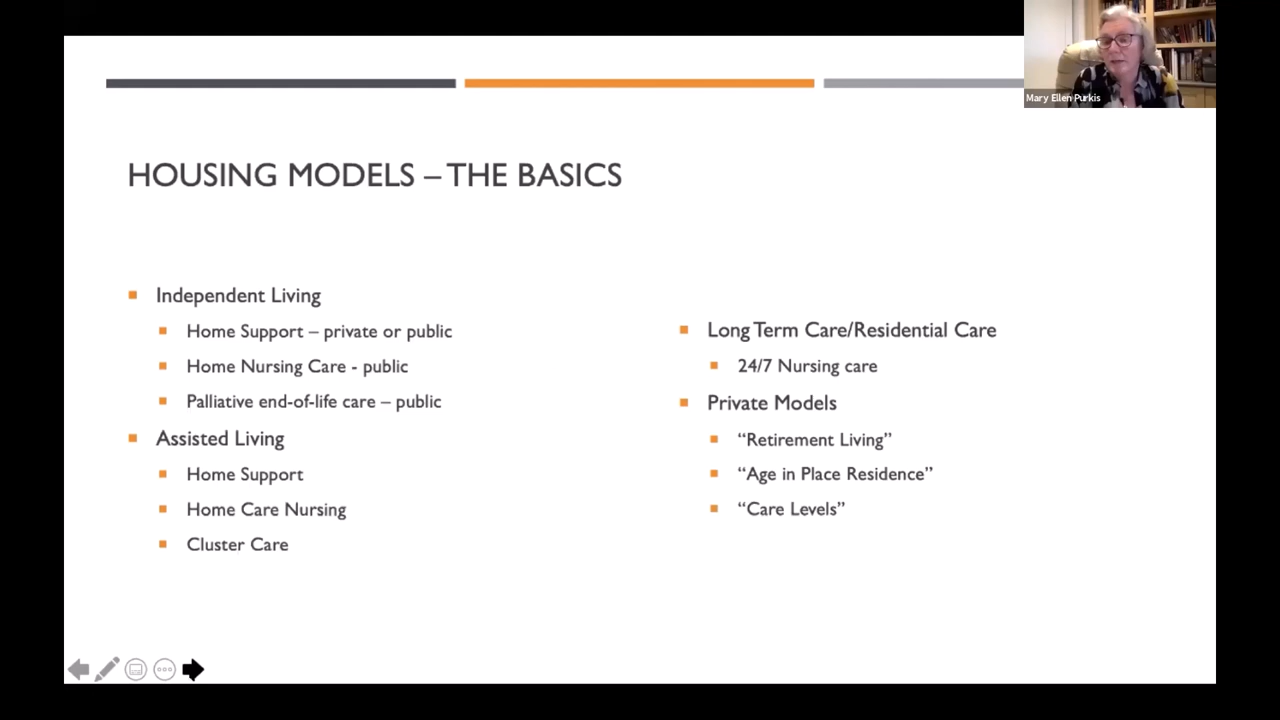 Mary Ellen Purkis
HOUSING MODELS – THE BASICS
Independent Living
Home Support – private or public
Home Nursing Care - public
Palliative end-of-life care – public
Assisted Living
Home Support
Home Care Nursing
Cluster Care
Long Term Care/Residential Care
24/7 Nursing care
Private Models
“Retirement Living”
“Age in Place Residence”
“Care Levels”